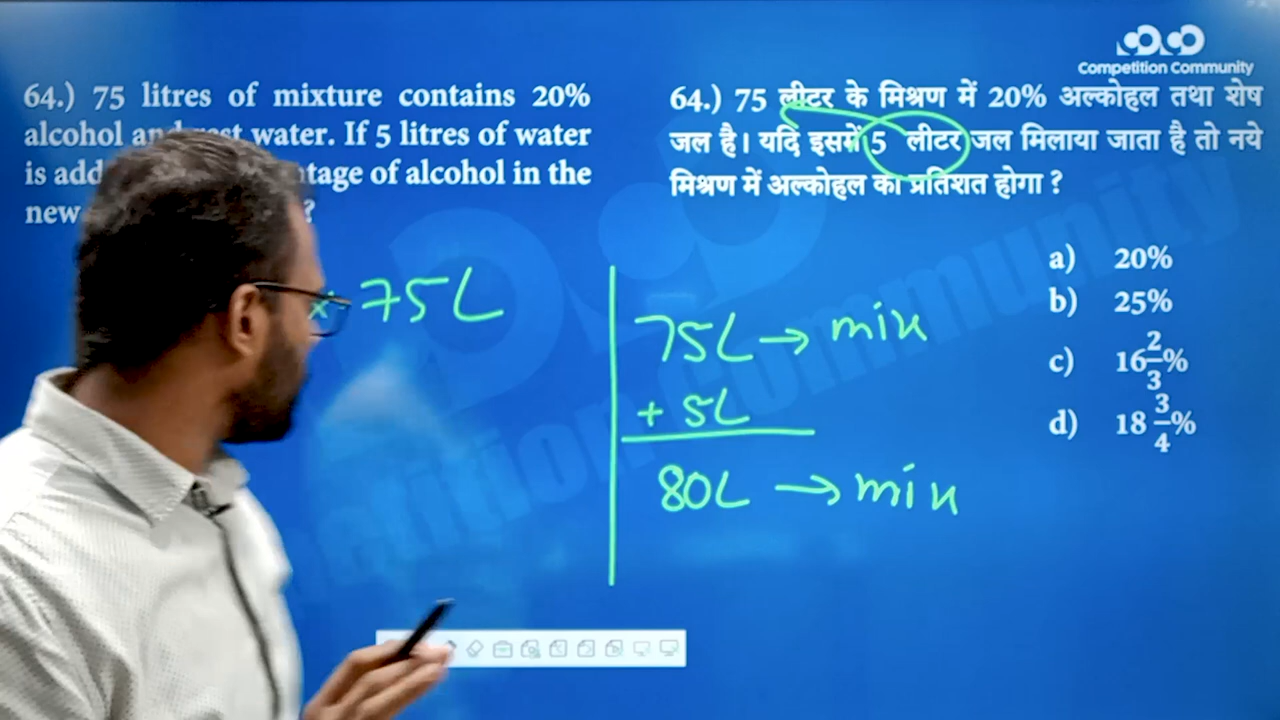 Competition Community
64.) 75 litres of mixture contains 20%
alcohol and rest water. If 5 litres of water
is add tage of alcohol in the
new ?
64.) 75 लीटर के मिश्रण में 20% अल्कोहल तथा शेष
जल है। यदि इसमें 5 लीटर जल मिलाया जाता है तो नये
मिश्रण में अल्कोहल का प्रतिशत होगा ?
a) 20%
b) 25%
c) 16 2/3 %
d) 18 3/4 %
× 75L
75L → mix
+ 5L
80L → mix